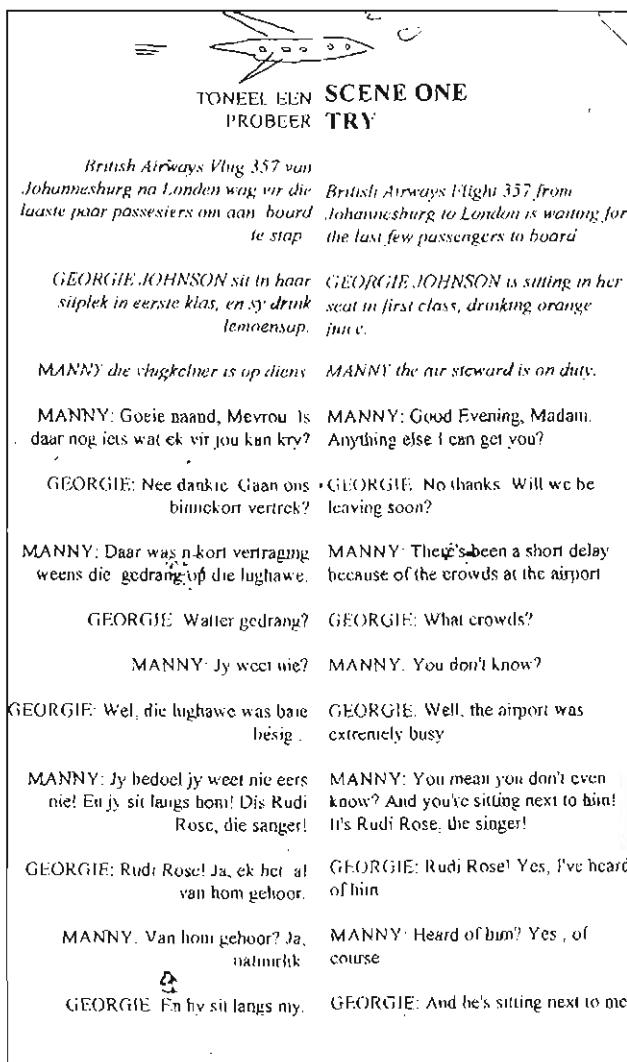 TONEEL EEN
PROBEER
British Airways Vlug 357 van
Johannesburg na Londen wag vir die
laaste paar passesiers om aan boord
te stap
GEORGIE JOHNSON sit in haar
sitplek in eerste klas, en sy drink
lemoensap.
MANNY die vlugkelner is op diens
MANNY: Goeie naand, Mevrou Is
daar nog iets wat ek vir jou kan kry?
GEORGIE: Nee dankie Gaan ons
binnekort vertrek?
MANNY: Daar was n kort vertraging
weens die gedrang op die lughawe.
GEORGIE Watter gedrang?
MANNY: Jy weet nie?
GEORGIE: Wel, die lughawe was baie
besig .
MANNY: Jy bedoel jy weet nie eers
nie! En jy sit langs hom! Dis Rudi
Rose, die sanger!
GEORGIE: Rudi Rose! Ja, ek het al
van hom gehoor.
MANNY. Van hom gehoor? Ja,
natuurlik
GEORGIE En hy sit langs my.
SCENE ONE
TRY
British Airways Flight 357 from
Johannesburg to London is waiting for
the last few passengers to board
GEORGIE JOHNSON is sitting in her
seat in first class, drinking orange
juice.
MANNY the air steward is on duty.
MANNY: Good Evening, Madam.
Anything else I can get you?
GEORGIE No thanks Will we be
leaving soon?
MANNY: There's been a short delay
because of the crowds at the airport
GEORGIE: What crowds?
MANNY. You don't know?
GEORGIE. Well, the airport was
extremely busy
MANNY: You mean you don't even
know? And you're sitting next to him!
It's Rudi Rose, the singer!
GEORGIE: Rudi Rose! Yes, I've heard
of him
MANNY: Heard of him? Yes , of
course
GEORGIE: And he's sitting next to me